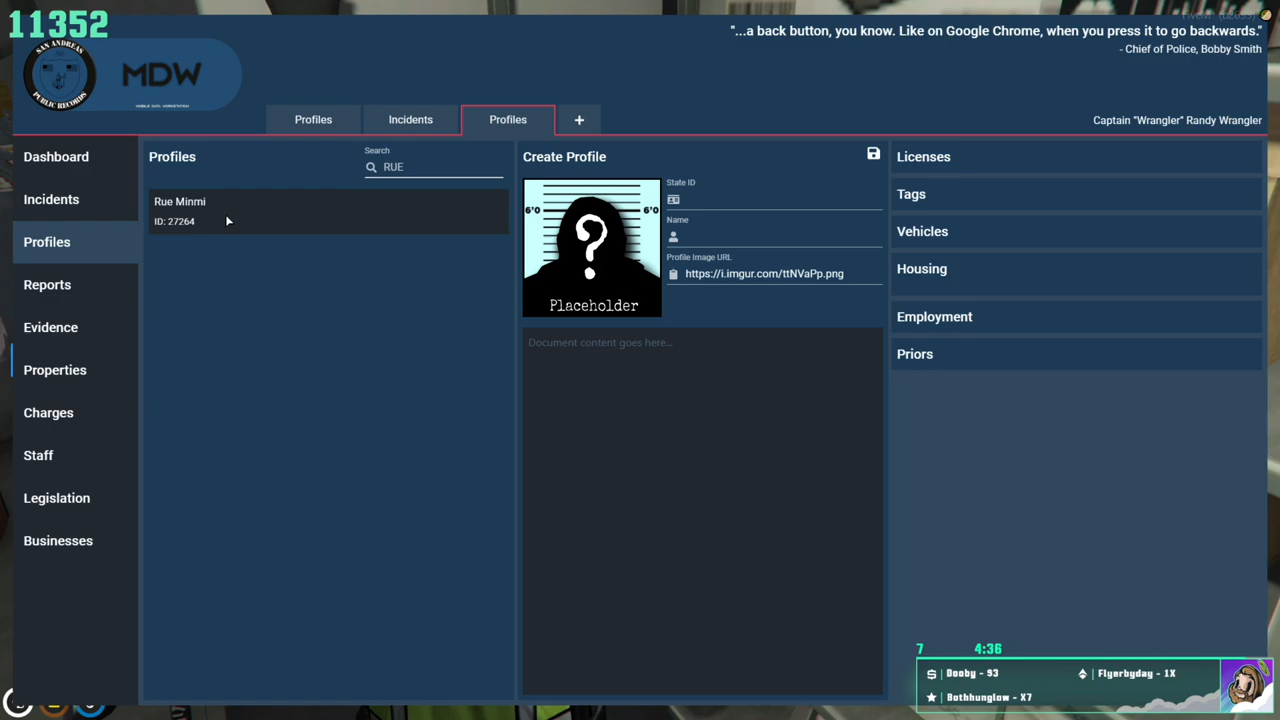 11352
"...a back button, you know. Like on Google Chrome, when you press it to go backwards."
- Chief of Police, Bobby Smith
SAN ANDREAS
PUBLIC RECORDS
MDW
MOBILE DATA WORKSTATION
Profiles
Incidents
Profiles
+
Captain "Wrangler" Randy Wrangler
Dashboard
Incidents
Profiles
Reports
Evidence
Properties
Charges
Staff
Legislation
Businesses
Profiles
Search
RUE
Rue Minmi
ID: 27264
Create Profile
6'0 6'0
?
Placeholder
State ID
Name
Profile Image URL
https://i.imgur.com/ttNVaPp.png
Document content goes here...
Licenses
Tags
Vehicles
Housing
Employment
Priors
7 4:36
Dooby - 93
Flyerbyday - 1X
Bothhunglow - X7